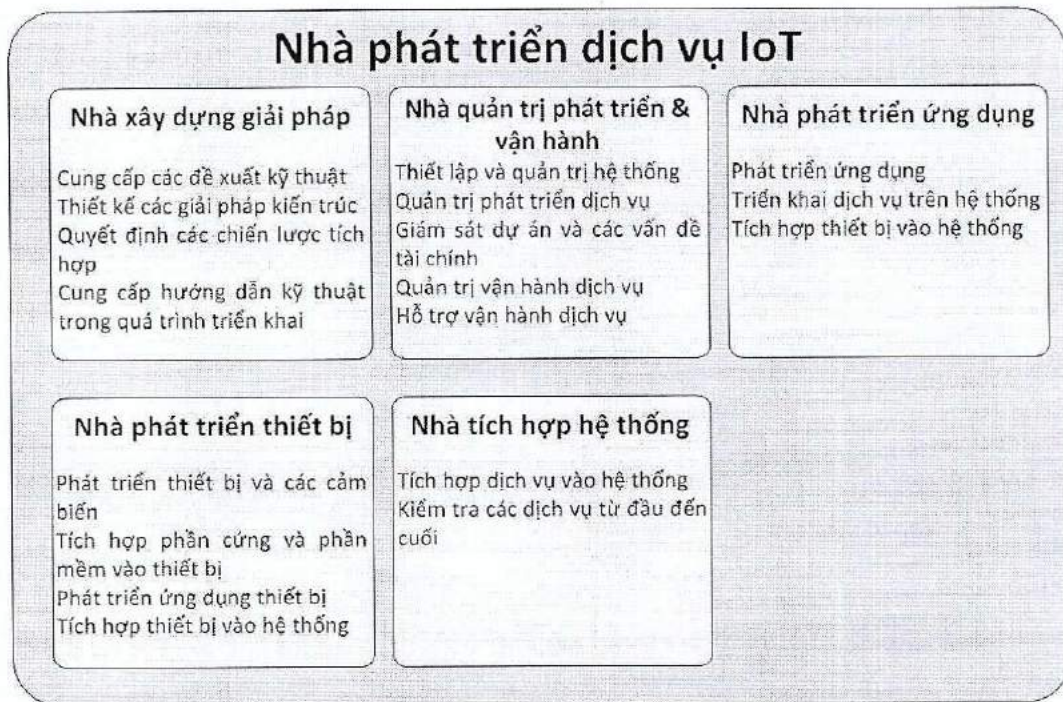 Nhà phát triển dịch vụ IoT
Nhà xây dựng giải pháp
Cung cấp các đề xuất kỹ thuật
Thiết kế các giải pháp kiến trúc
Quyết định các chiến lược tích
hợp
Cung cấp hướng dẫn kỹ thuật
trong quá trình triển khai
Nhà quản trị phát triển &
vận hành
Thiết lập và quản trị hệ thống
Quản trị phát triển dịch vụ
Giám sát dự án và các vấn đề
tài chính
Quản trị vận hành dịch vụ
Hỗ trợ vận hành dịch vụ
Nhà phát triển ứng dụng
Phát triển ứng dụng
Triển khai dịch vụ trên hệ thống
Tích hợp thiết bị vào hệ thống
Nhà phát triển thiết bị
Phát triển thiết bị và các cảm
biến
Tích hợp phần cứng và phần
mềm vào thiết bị
Phát triển ứng dụng thiết bị
Tích hợp thiết bị vào hệ thống
Nhà tích hợp hệ thống
Tích hợp dịch vụ vào hệ thống
Kiểm tra các dịch vụ từ đầu đến
cuối